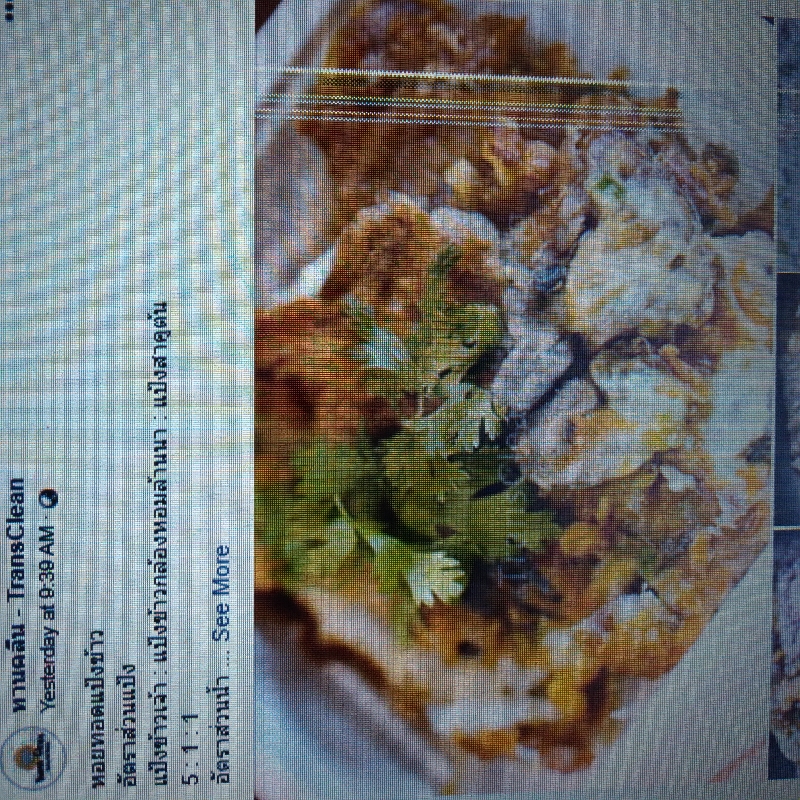 ทานคลีน - TransClean
Yesterday at 9:39 AM ·
หอยทอดแป้งข้าว
อัตราส่วนแป้ง
แป้งข้าวเจ้า : แป้งข้าวกล้องหอมล้านนา : แป้งสาคูต้น
5 : 1 : 1
อัตราส่วนน้ำ ... See More